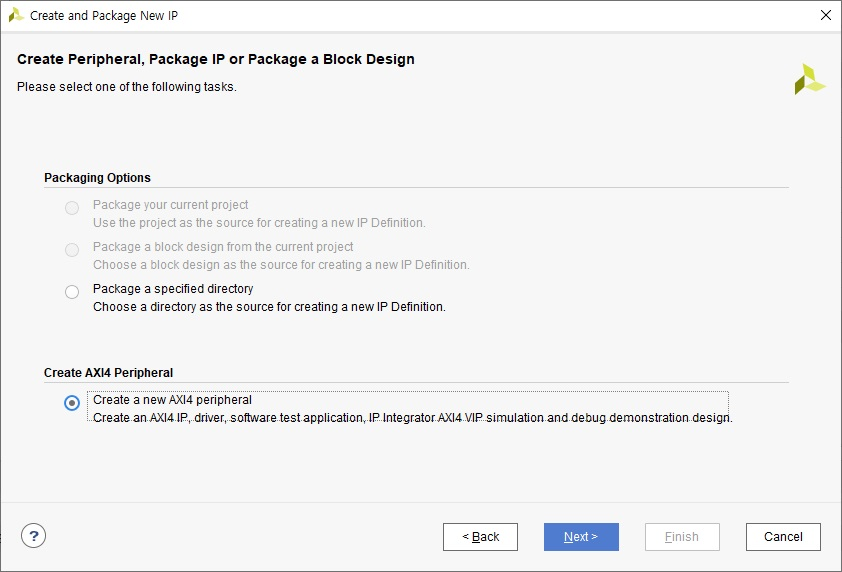 Create and Package New IP
Create Peripheral, Package IP or Package a Block Design
Please select one of the following tasks.
Packaging Options
Package your current project
Use the project as the source for creating a new IP Definition.
Package a block design from the current project
Choose a block design as the source for creating a new IP Definition.
Package a specified directory
Choose a directory as the source for creating a new IP Definition.
Create AXI4 Peripheral
Create a new AXI4 peripheral
Create an AXI4 IP, driver, software test application, IP Integrator AXI4 VIP simulation and debug demonstration design.
? < Back Next > Finish Cancel